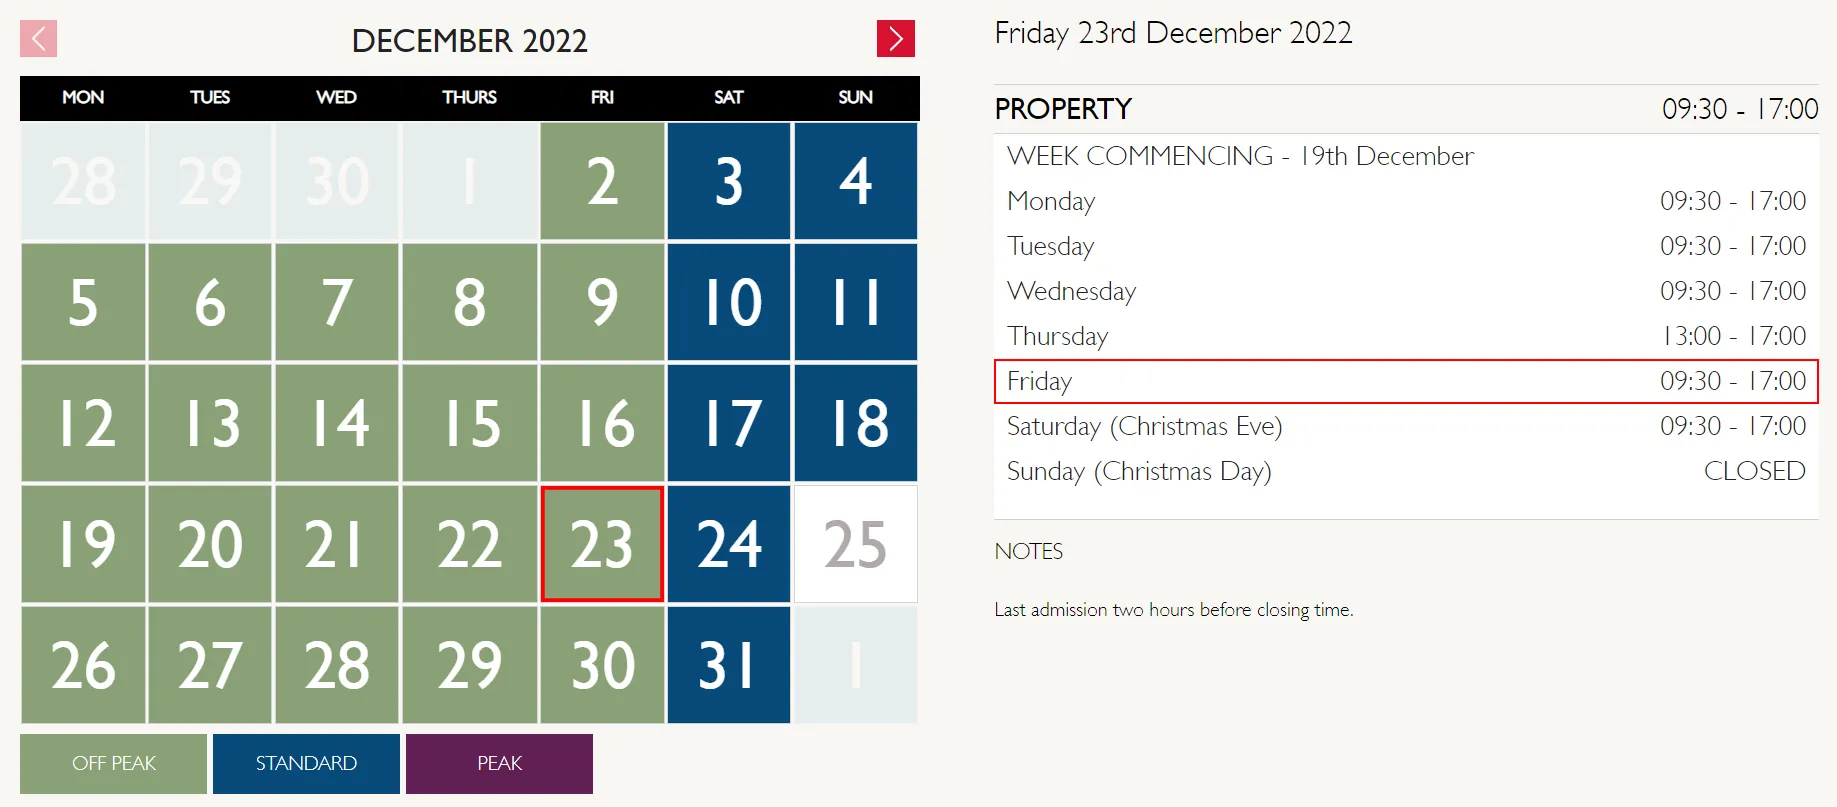 DECEMBER 2022
MON TUES WED THURS FRI SAT SUN
28 29 30 1 2 3 4
5 6 7 8 9 10 11
12 13 14 15 16 17 18
19 20 21 22 23 24 25
26 27 28 29 30 31 1
OFF PEAK STANDARD PEAK
Friday 23rd December 2022
PROPERTY 09:30 - 17:00
WEEK COMMENCING - 19th December
Monday 09:30 - 17:00
Tuesday 09:30 - 17:00
Wednesday 09:30 - 17:00
Thursday 13:00 - 17:00
Friday 09:30 - 17:00
Saturday (Christmas Eve) 09:30 - 17:00
Sunday (Christmas Day) CLOSED
NOTES
Last admission two hours before closing time.